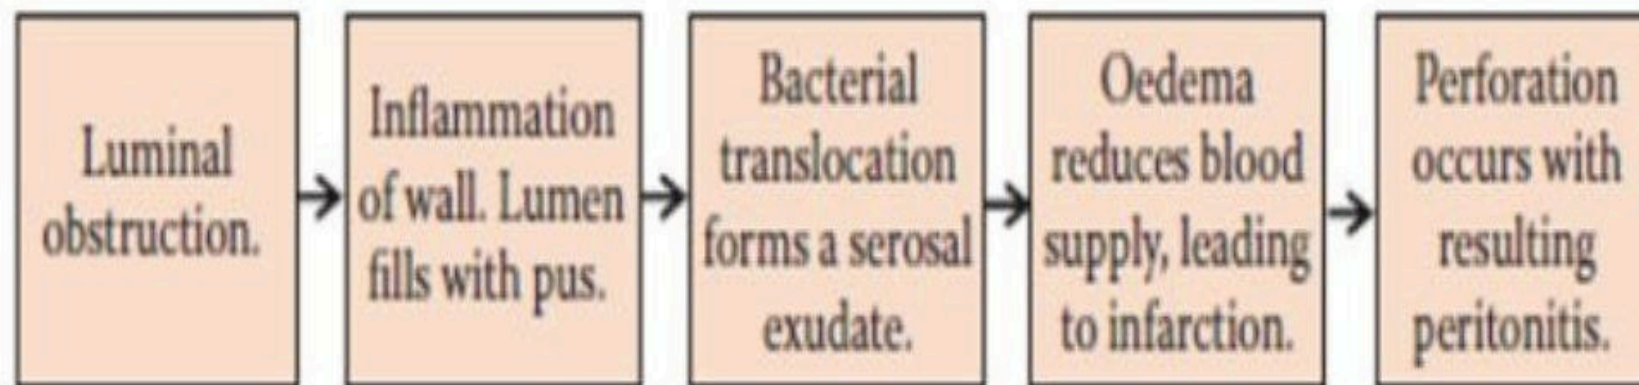 Luminal
obstruction.
Inflammation
of wall. Lumen
fills with pus.
Bacterial
translocation
forms a serosal
exudate.
Oedema
reduces blood
supply, leading
to infarction.
Perforation
occurs with
resulting
peritonitis.